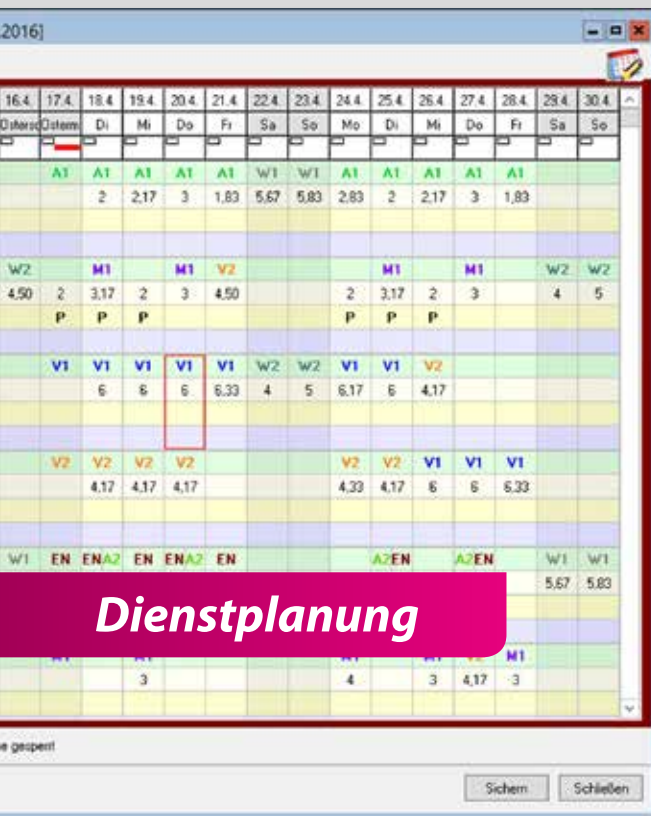 .2016]
16.4. 17.4. 18.4. 19.4. 20.4. 21.4. 22.4. 23.4. 24.4. 25.4. 26.4. 27.4. 28.4. 29.4. 30.4.
Ostersc Osterm Di Mi Do Fr Sa So Mo Di Mi Do Fr Sa So
A1 A1 A1 A1 A1 W1 W1 A1 A1 A1 A1 A1
2 2,17 3 1,83 5,67 5,83 2,83 2 2,17 3 1,83
W2 M1 M1 V2 M1 M1 W2 W2
4,50 2 3,17 2 3 4,50 2 3,17 2 3 4 5
P P P P P P
V1 V1 V1 V1 V1 W2 W2 V1 V1 V2
6 6 6 6,33 4 5 6,17 6 4,17
V2 V2 V2 V2 V2 V2 V1 V1 V1
4,17 4,17 4,17 4,33 4,17 6 6 6,33
W1 EN ENA2 EN ENA2 EN A2EN A2EN W1 W1
5,67 5,83
Dienstplanung
M1
3 4 3 4,17 3
e gesperrt
Sichern Schließen